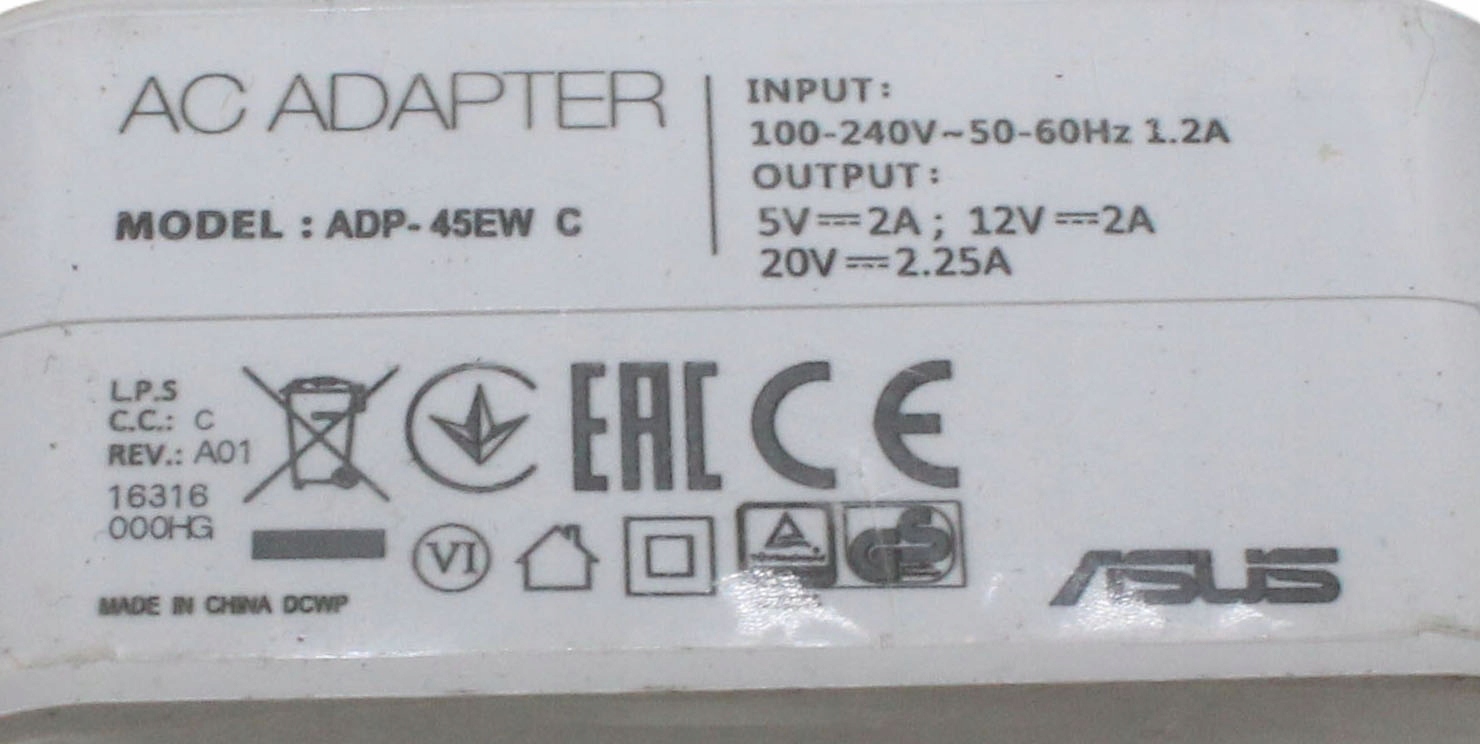 AC ADAPTER
MODEL : ADP-45EW C
INPUT:
100-240V~50-60Hz 1.2A
OUTPUT:
5V⎓2A; 12V⎓2A
20V⎓2.25A
L.P.S
C.C.: C
REV.: A01
16316
000HG
EAC CE
VI
GS
ASUS
MADE IN CHINA DCWP